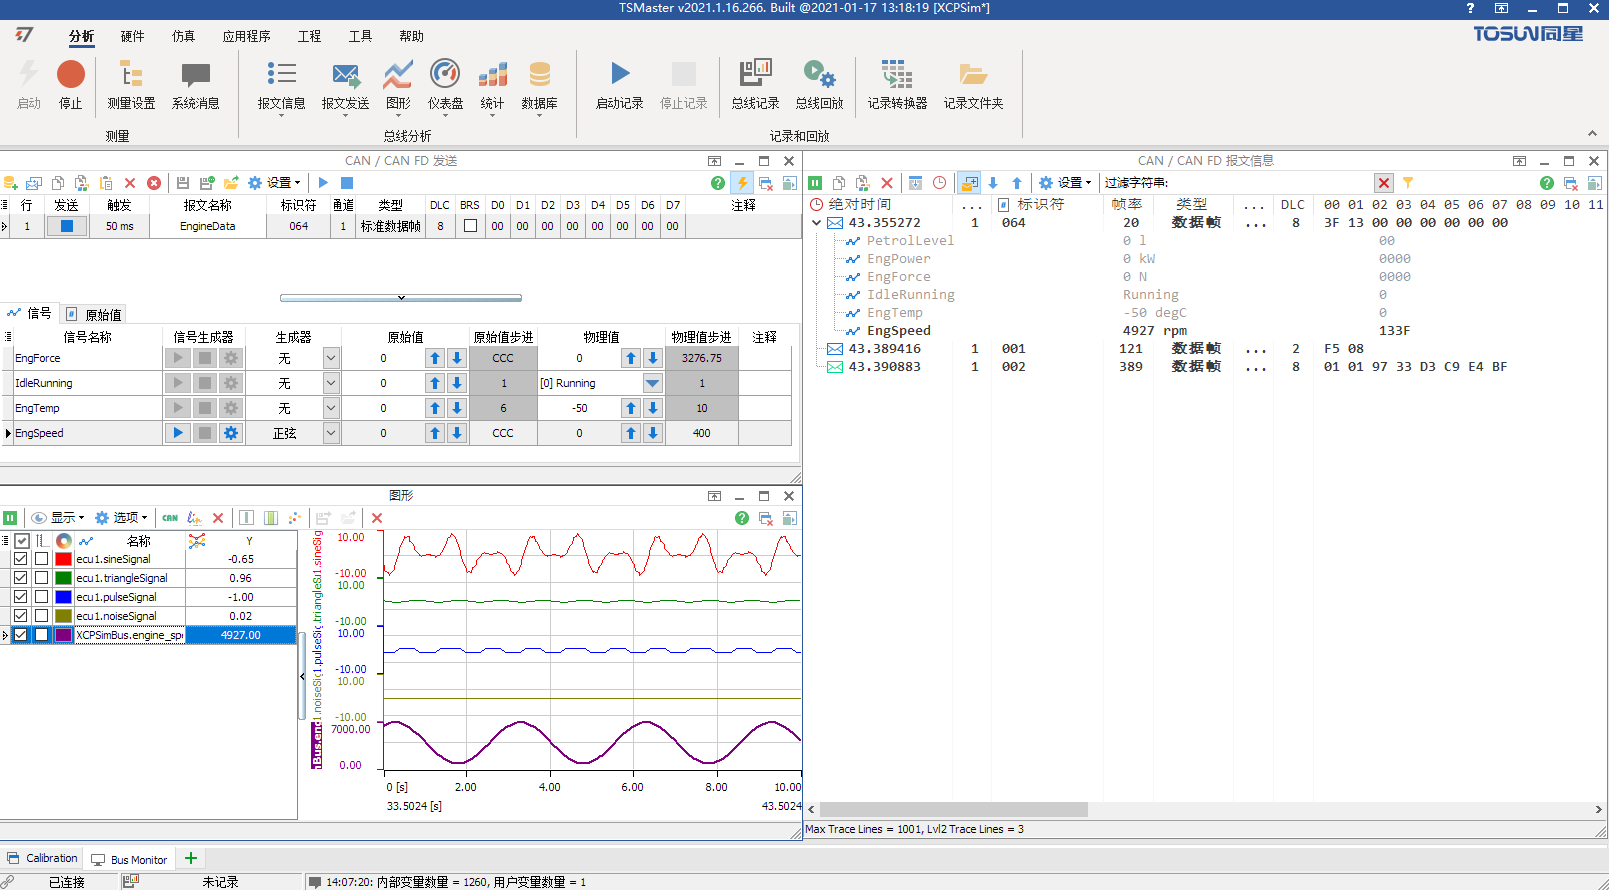 TSMaster v2021.1.16.266. Built @2021-01-17 13:18:19 [XCPSim*]
分析 硬件 仿真 应用程序 工程 工具 帮助
TOSUN同星
启动 停止 测量设置 系统消息 报文信息 报文发送 图形 仪表盘 统计 数据库 启动记录 停止记录 总线记录 总线回放 记录转换器 记录文件夹
测量 总线分析 记录和回放
CAN / CAN FD 发送
设置
行 发送 触发 报文名称 标识符 通道 类型 DLC BRS D0 D1 D2 D3 D4 D5 D6 D7 注释
1 50 ms EngineData 064 1 标准数据帧 8 00 00 00 00 00 00 00 00
信号 原始值
信号名称 信号生成器 生成器 原始值 原始值步进 物理值 物理值步进 注释
EngForce 无 0 CCC 0 3276.75
IdleRunning 无 0 1 [0] Running 1
EngTemp 无 0 6 -50 10
EngSpeed 正弦 0 CCC 0 400
图形
显示 选项 CAN lin
名称 Y
ecu1.sineSignal -0.65
ecu1.triangleSignal 0.96
ecu1.pulseSignal -1.00
ecu1.noiseSignal 0.02
XCPSimBus.engine_spe 4927.00
1.sineSig
10.00
-10.00
.triangleSi
10.00
-10.00
1.pulseSig
10.00
-10.00
1.noiseSig
10.00
-10.00
Bus.en
7000.00
0.00
0 [s] 2.00 4.00 6.00 8.00 10.00
33.5024 [s] 43.5024
CAN / CAN FD 报文信息
设置 过滤字符串:
绝对时间 ... 标识符 帧率 类型 ... DLC 00 01 02 03 04 05 06 07 08 09 10 11
43.355272 1 064 20 数据帧 ... 8 3F 13 00 00 00 00 00 00
PetrolLevel 0 l 00
EngPower 0 kW 0000
EngForce 0 N 0000
IdleRunning Running 0
EngTemp -50 degC 0
EngSpeed 4927 rpm 133F
43.389416 1 001 121 数据帧 ... 2 F5 08
43.390883 1 002 389 数据帧 ... 8 01 01 97 33 D3 C9 E4 BF
Max Trace Lines = 1001, Lvl2 Trace Lines = 3
Calibration Bus Monitor
已连接 未记录 14:07:20: 内部变量数量 = 1260, 用户变量数量 = 1